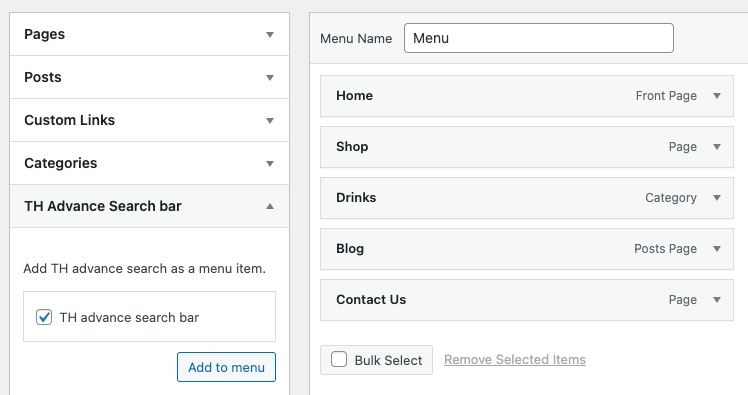 Pages
Posts
Custom Links
Categories
TH Advance Search bar
Add TH advance search as a menu item.
TH advance search bar
Add to menu
Menu Name Menu
Home Front Page
Shop Page
Drinks Category
Blog Posts Page
Contact Us Page
Bulk Select Remove Selected Items